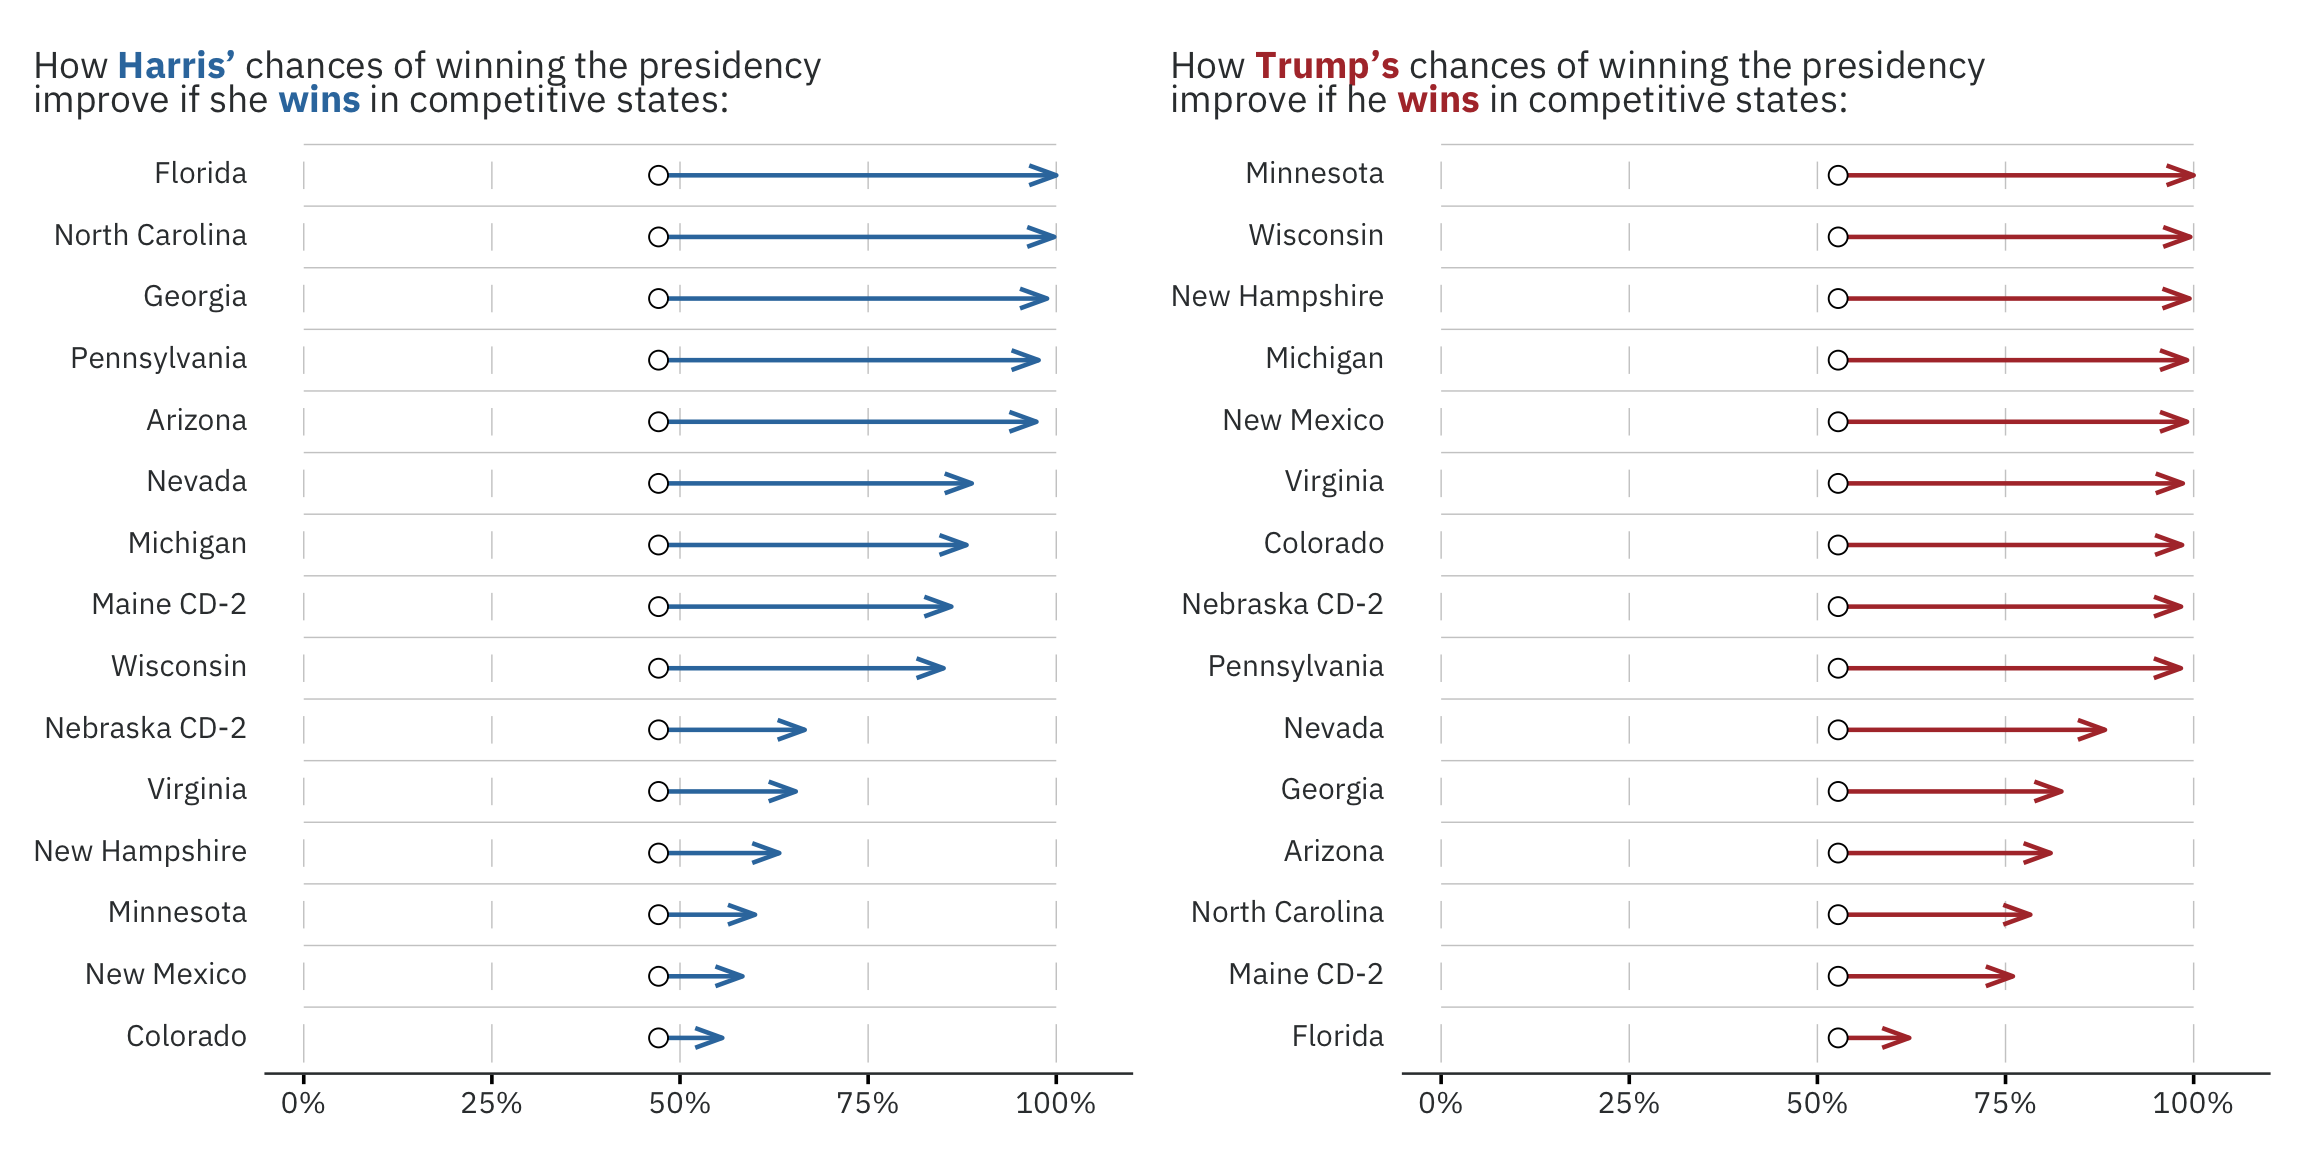 How Harris’ chances of winning the presidency
improve if she wins in competitive states:
Florida
North Carolina
Georgia
Pennsylvania
Arizona
Nevada
Michigan
Maine CD-2
Wisconsin
Nebraska CD-2
Virginia
New Hampshire
Minnesota
New Mexico
Colorado
0% 25% 50% 75% 100%
How Trump’s chances of winning the presidency
improve if he wins in competitive states:
Minnesota
Wisconsin
New Hampshire
Michigan
New Mexico
Virginia
Colorado
Nebraska CD-2
Pennsylvania
Nevada
Georgia
Arizona
North Carolina
Maine CD-2
Florida
0% 25% 50% 75% 100%